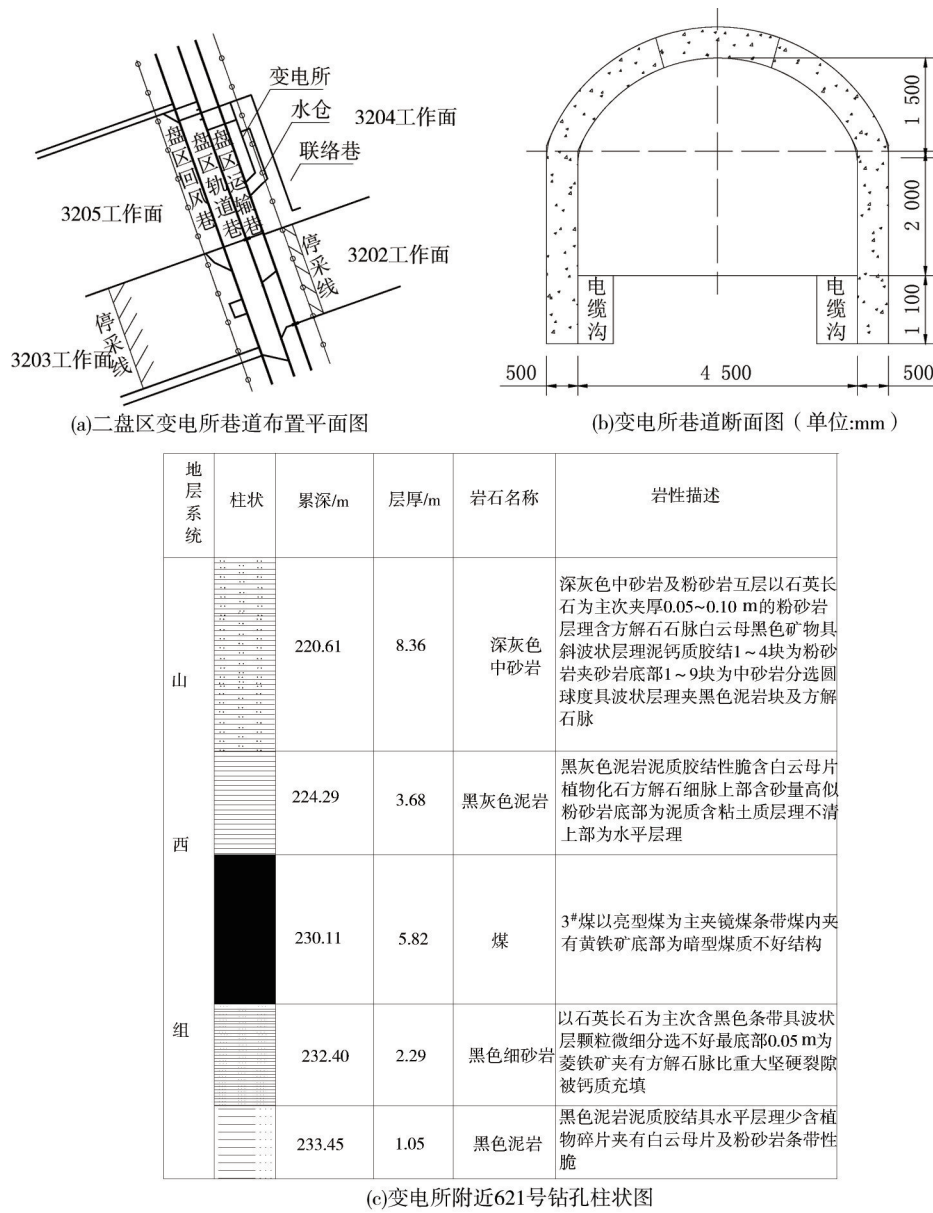 变电所
水仓
3204工作面
联络巷
盘区回风巷
盘区轨道巷
盘区运输巷
3205工作面
停采线
3202工作面
停采线
3203工作面
(a)二盘区变电所巷道布置平面图
1 500
2 000
1 100
电缆沟
电缆沟
500
4 500
500
(b)变电所巷道断面图（单位:mm）
地层系统
柱状
累深/m
层厚/m
岩石名称
岩性描述
山
西
组
220.61
8.36
深灰色
中砂岩
深灰色中砂岩及粉砂岩互层以石英长
石为主次夹厚0.05~0.10 m的粉砂岩
层理含方解石石脉白云母黑色矿物具
斜波状层理泥钙质胶结1～4块为粉砂
岩夹砂岩底部1～9块为中砂岩分选圆
球度具波状层理夹黑色泥岩块及方解
石脉
224.29
3.68
黑灰色泥岩
黑灰色泥岩泥质胶结性脆含白云母片
植物化石方解石细脉上部含砂量高似
粉砂岩底部为泥质含粘土质层理不清
上部为水平层理
230.11
5.82
煤
3#煤以亮型煤为主夹镜煤条带煤内夹
有黄铁矿底部为暗型煤质不好结构
232.40
2.29
黑色细砂岩
以石英长石为主次含黑色条带具波状
层颗粒微细分选不好最底部0.05 m为
菱铁矿夹有方解石脉比重大坚硬裂隙
被钙质充填
233.45
1.05
黑色泥岩
黑色泥岩泥质胶结具水平层理少含植
物碎片夹有白云母片及粉砂岩条带性
脆
(c)变电所附近621号钻孔柱状图